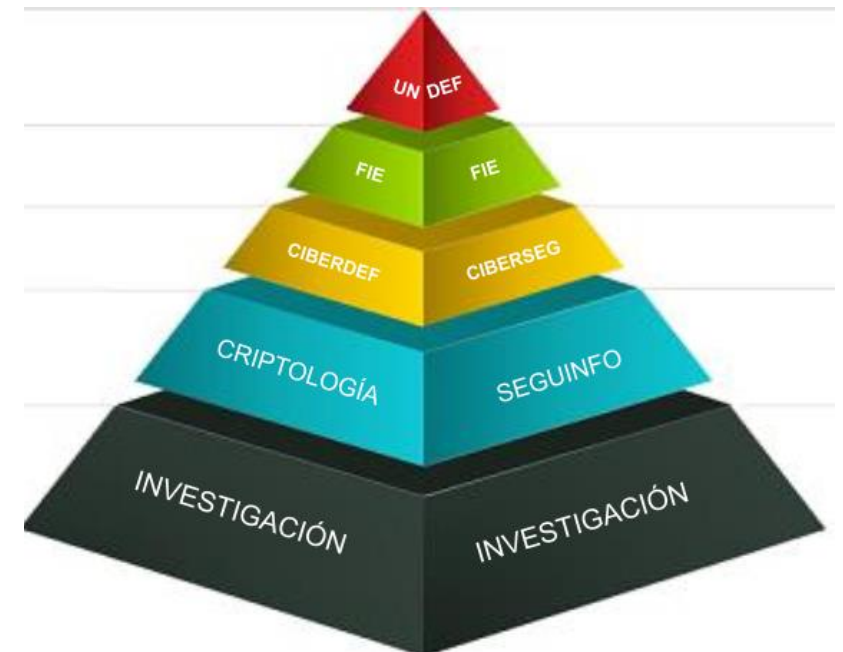 UN DEF
FIE FIE
CIBERDEF CIBERSEG
CRIPTOLOGÍA SEGUINFO
INVESTIGACIÓN INVESTIGACIÓN